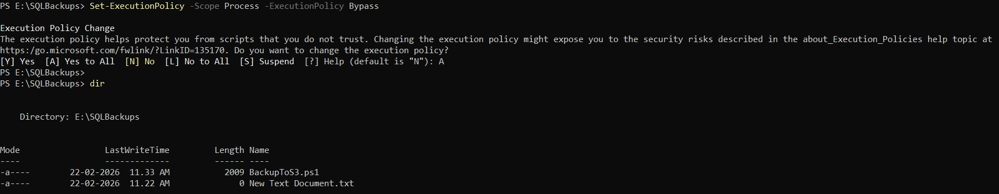 PS E:\SQLBackups> Set-ExecutionPolicy -Scope Process -ExecutionPolicy Bypass
Execution Policy Change
The execution policy helps protect you from scripts that you do not trust. Changing the execution policy might expose you to the security risks described in the about_Execution_Policies help topic at
https:/go.microsoft.com/fwlink/?LinkID=135170. Do you want to change the execution policy?
[Y] Yes  [A] Yes to All  [N] No  [L] No to All  [S] Suspend  [?] Help (default is "N"): A
PS E:\SQLBackups>
PS E:\SQLBackups> dir
    Directory: E:\SQLBackups
Mode                 LastWriteTime         Length Name
----                 -------------         ------ ----
-a----        22-02-2026  11.33 AM           2009 BackupToS3.ps1
-a----        22-02-2026  11.22 AM              0 New Text Document.txt